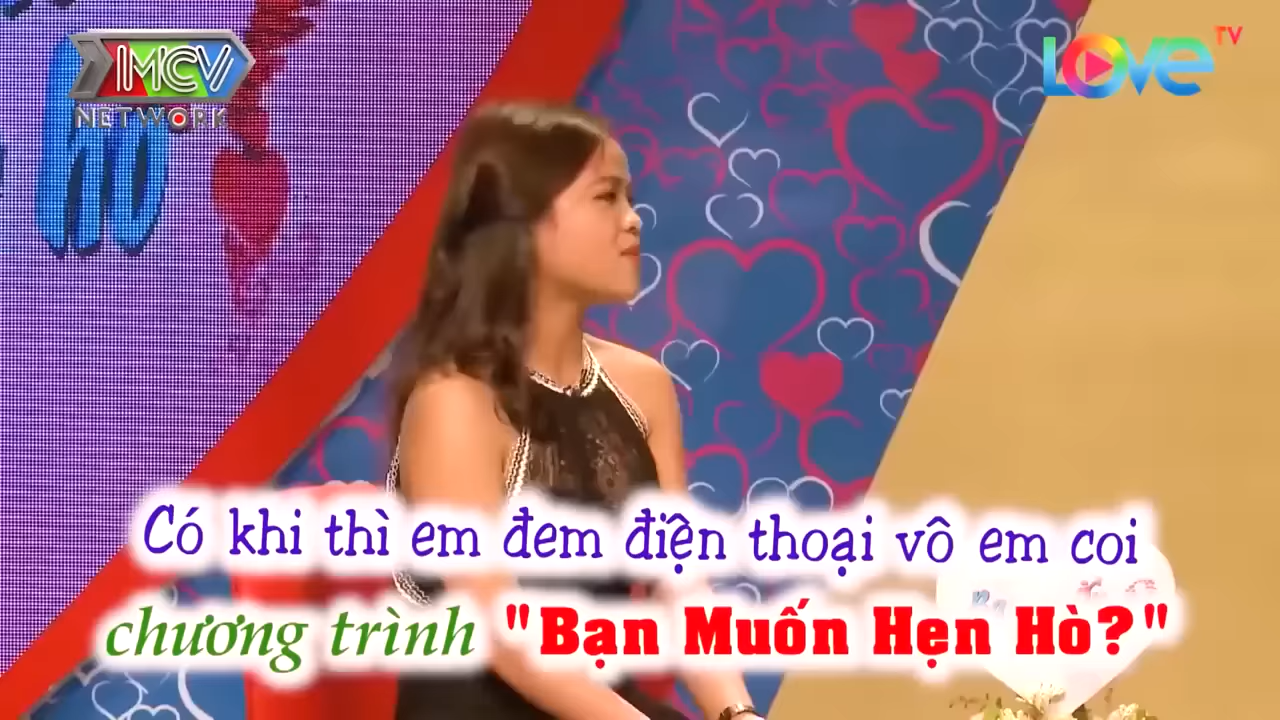 MCV
NETWORK
LOVE TV
hò
Có khi thì em đem điện thoại vô em coi
chương trình "Bạn Muốn Hẹn Hò?"